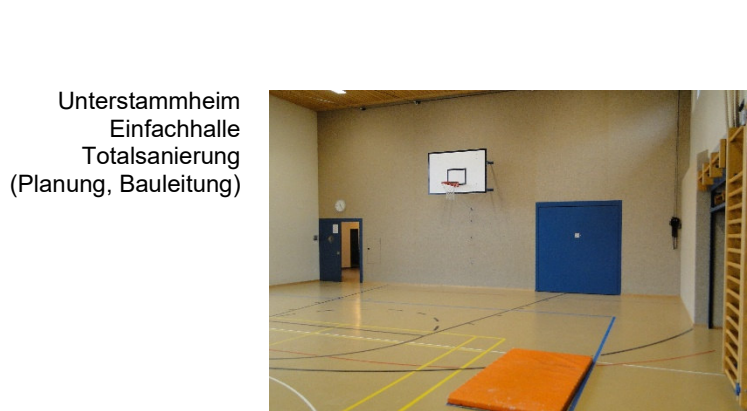 Unterstammheim
Einfachhalle
Totalsanierung
(Planung, Bauleitung)